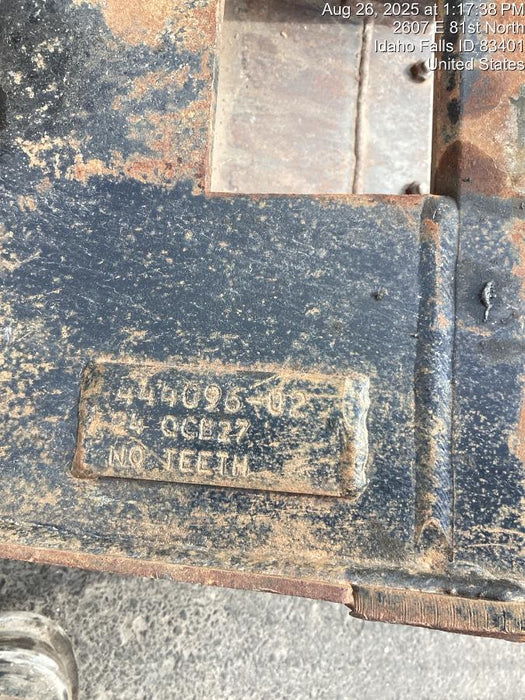 Aug 26, 2025 at 1:17:38 PM
2607 E 81st North
Idaho Falls ID 83401
United States
444096-02
24 QCB27
NO TEETH